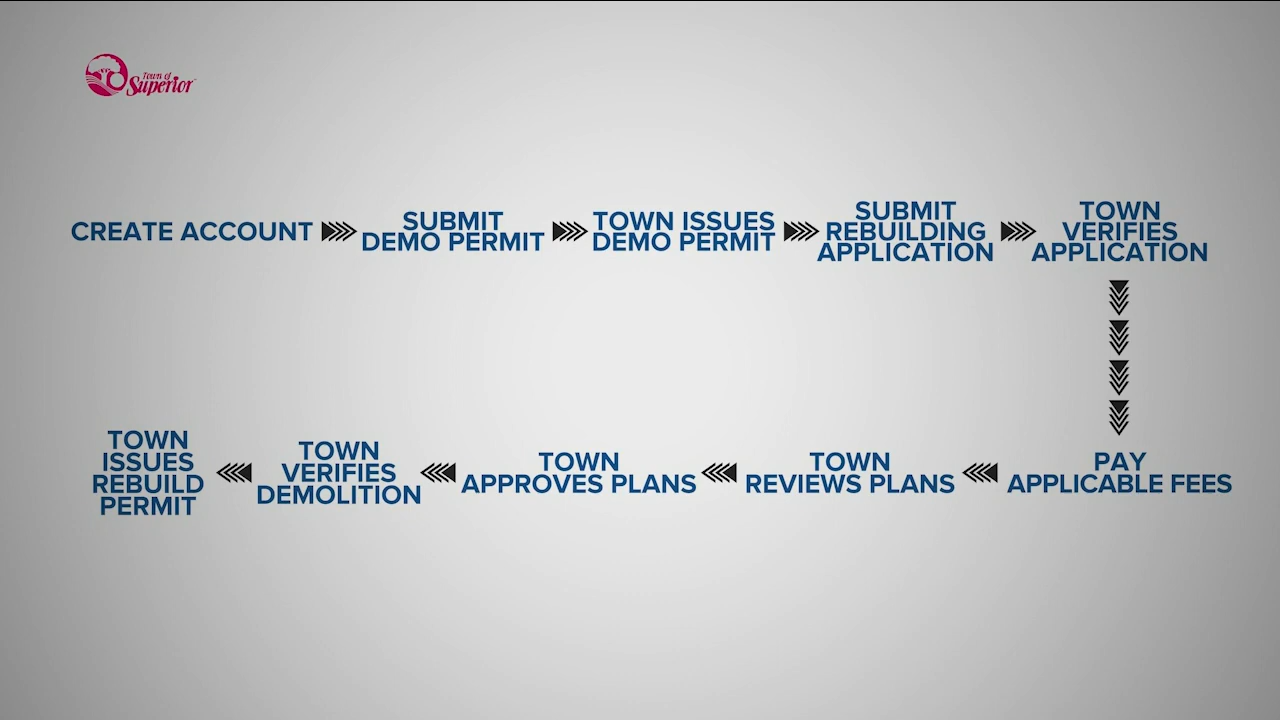 Town of
Superior
CREATE ACCOUNT
SUBMIT
DEMO PERMIT
TOWN ISSUES
DEMO PERMIT
SUBMIT
REBUILDING
APPLICATION
TOWN
VERIFIES
APPLICATION
PAY
APPLICABLE FEES
TOWN
REVIEWS PLANS
TOWN
APPROVES PLANS
TOWN
VERIFIES
DEMOLITION
TOWN
ISSUES
REBUILD
PERMIT